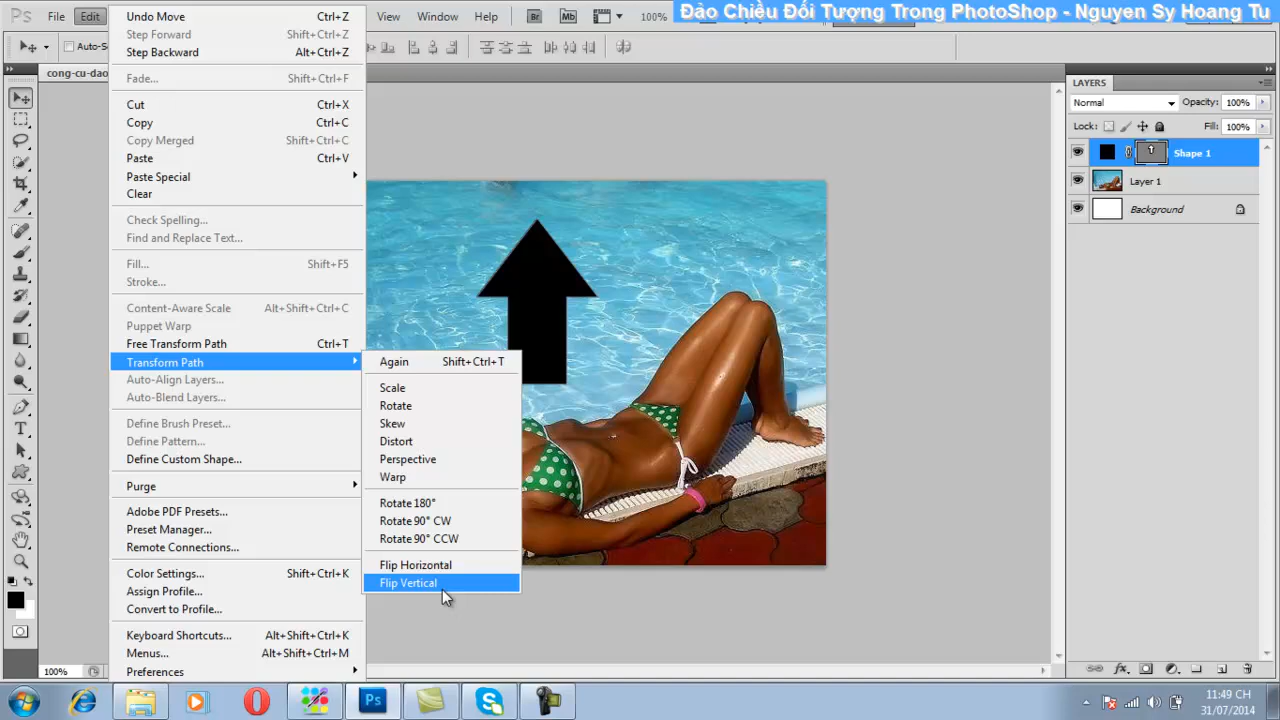 Ps File Edit View Window Help Br Mb 100%
Đảo Chiều Đối Tượng Trong PhotoShop - Nguyen Sy Hoang Tu
Auto-S
cong-cu-dao
Undo Move Ctrl+Z
Step Forward Shift+Ctrl+Z
Step Backward Alt+Ctrl+Z
Fade... Shift+Ctrl+F
Cut Ctrl+X
Copy Ctrl+C
Copy Merged Shift+Ctrl+C
Paste Ctrl+V
Paste Special
Clear
Check Spelling...
Find and Replace Text...
Fill... Shift+F5
Stroke...
Content-Aware Scale Alt+Shift+Ctrl+C
Puppet Warp
Free Transform Path Ctrl+T
Transform Path
Auto-Align Layers...
Auto-Blend Layers...
Define Brush Preset...
Define Pattern...
Define Custom Shape...
Purge
Adobe PDF Presets...
Preset Manager...
Remote Connections...
Color Settings... Shift+Ctrl+K
Assign Profile...
Convert to Profile...
Keyboard Shortcuts... Alt+Shift+Ctrl+K
Menus... Alt+Shift+Ctrl+M
Preferences
Again Shift+Ctrl+T
Scale
Rotate
Skew
Distort
Perspective
Warp
Rotate 180°
Rotate 90° CW
Rotate 90° CCW
Flip Horizontal
Flip Vertical
LAYERS
Normal Opacity: 100%
Lock: Fill: 100%
Shape 1
Layer 1
Background
fx
100%
Ps
11:49 CH
31/07/2014